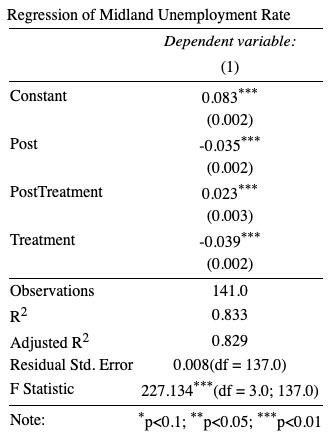 Regression of Midland Unemployment Rate
Dependent variable:
(1)
Constant 0.083***
(0.002)
Post -0.035***
(0.002)
PostTreatment 0.023***
(0.003)
Treatment -0.039***
(0.002)
Observations 141.0
R2 0.833
Adjusted R2 0.829
Residual Std. Error 0.008(df = 137.0)
F Statistic 227.134***(df = 3.0; 137.0)
Note: *p<0.1; **p<0.05; ***p<0.01